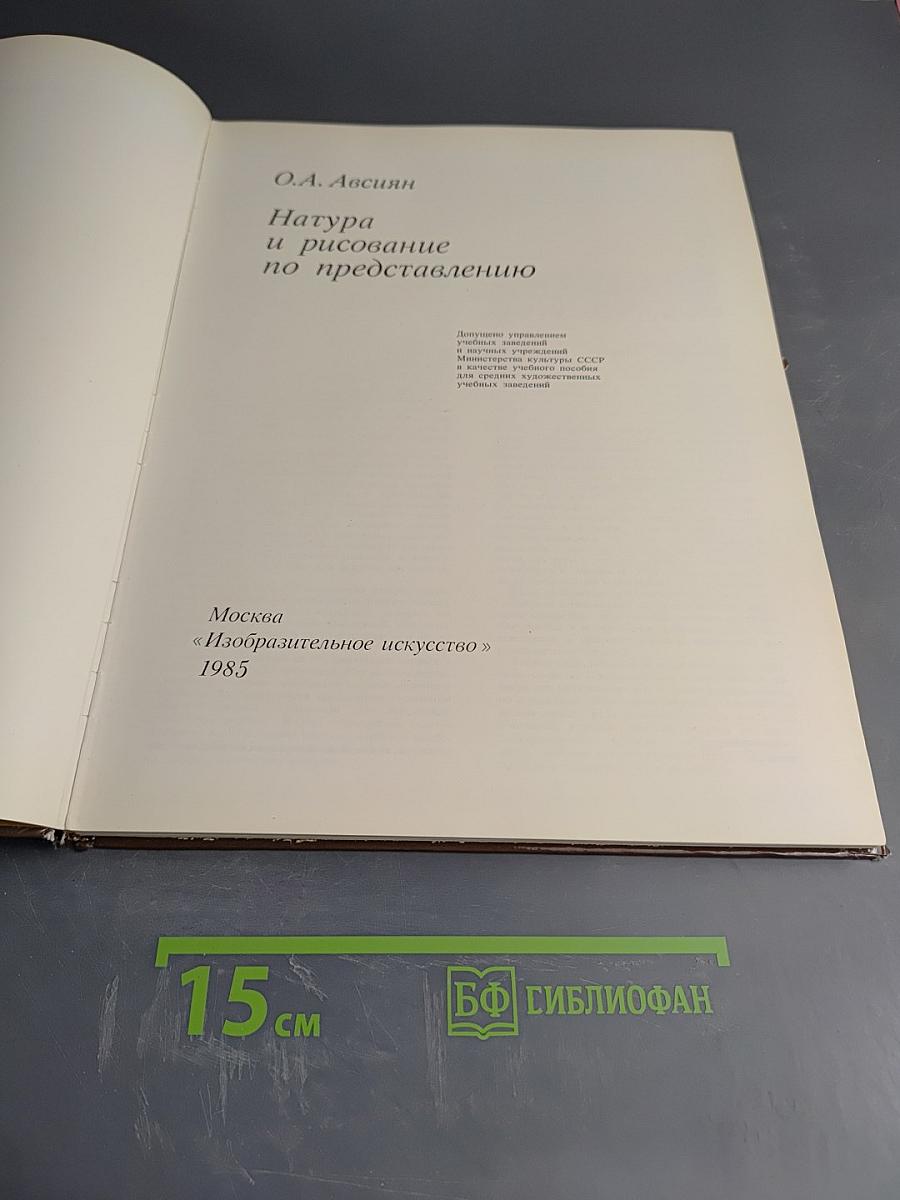 О.А. Авсиян
Натура
и рисование
по представлению
Допущено управлением
учебных заведений
и научных учреждений
Министерства культуры СССР
в качестве учебного пособия
для средних художественных
учебных заведений
Москва
«Изобразительное искусство»
1985
15 см
БФ БИБЛИОФАН